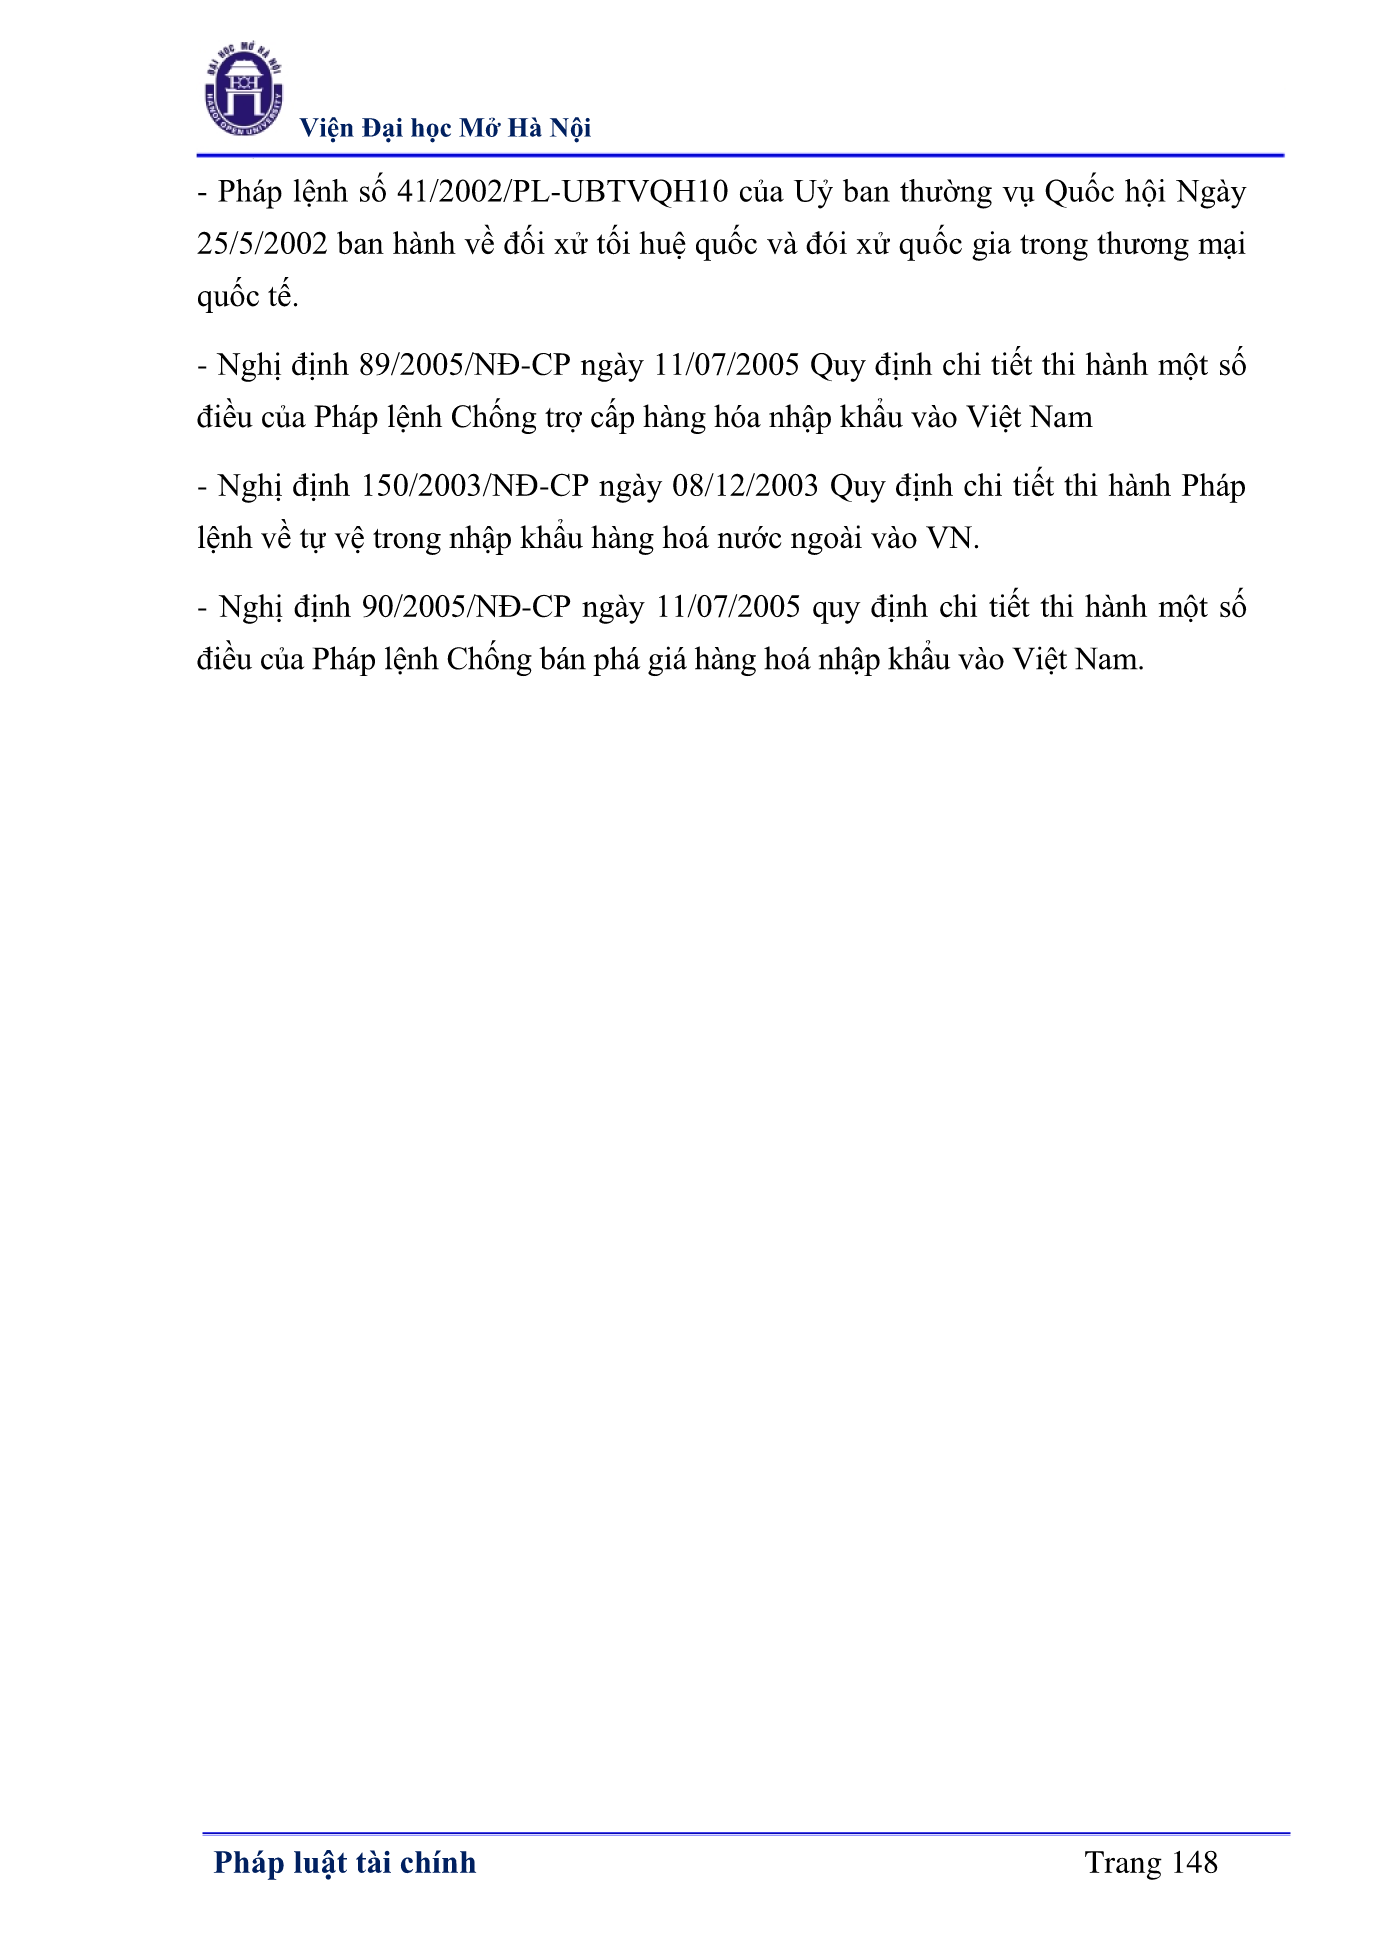 ĐẠI HỌC MỞ HÀ NỘI
HANOI OPEN UNIVERSITY
Viện Đại học Mở Hà Nội
- Pháp lệnh số 41/2002/PL-UBTVQH10 của Uỷ ban thường vụ Quốc hội Ngày
25/5/2002 ban hành về đối xử tối huệ quốc và đói xử quốc gia trong thương mại
quốc tế.
- Nghị định 89/2005/NĐ-CP ngày 11/07/2005 Quy định chi tiết thi hành một số
điều của Pháp lệnh Chống trợ cấp hàng hóa nhập khẩu vào Việt Nam
- Nghị định 150/2003/NĐ-CP ngày 08/12/2003 Quy định chi tiết thi hành Pháp
lệnh về tự vệ trong nhập khẩu hàng hoá nước ngoài vào VN.
- Nghị định 90/2005/NĐ-CP ngày 11/07/2005 quy định chi tiết thi hành một số
điều của Pháp lệnh Chống bán phá giá hàng hoá nhập khẩu vào Việt Nam.
Pháp luật tài chính Trang 148